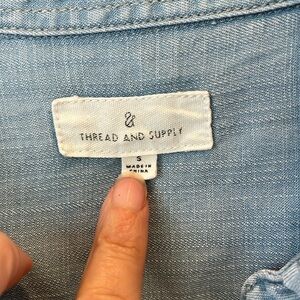 &
THREAD AND SUPPLY
S
MADE IN
CHINA